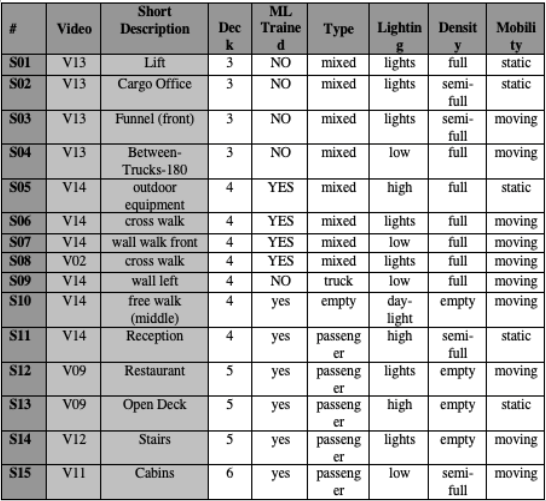 # Video Short Description Deck ML Trained Type Lighting Density Mobility
S01 V13 Lift 3 NO mixed lights full static
S02 V13 Cargo Office 3 NO mixed lights semi-full static
S03 V13 Funnel (front) 3 NO mixed lights semi-full moving
S04 V13 Between-Trucks-180 3 NO mixed low full moving
S05 V14 outdoor equipment 4 YES mixed high full static
S06 V14 cross walk 4 YES mixed lights full moving
S07 V14 wall walk front 4 YES mixed low full moving
S08 V02 cross walk 4 YES mixed lights full moving
S09 V14 wall left 4 NO truck low full moving
S10 V14 free walk (middle) 4 yes empty day-light empty moving
S11 V14 Reception 4 yes passenger high semi-full static
S12 V09 Restaurant 5 yes passenger lights empty moving
S13 V09 Open Deck 5 yes passenger high empty static
S14 V12 Stairs 5 yes passenger lights empty moving
S15 V11 Cabins 6 yes passenger low semi-full moving